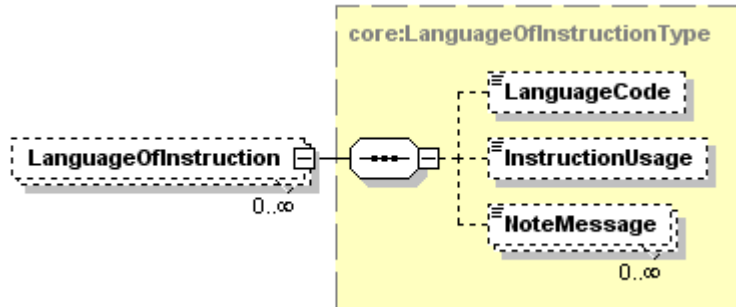 core:LanguageOfInstructionType
LanguageCode
LanguageOfInstruction
InstructionUsage
0..∞
NoteMessage
0..∞